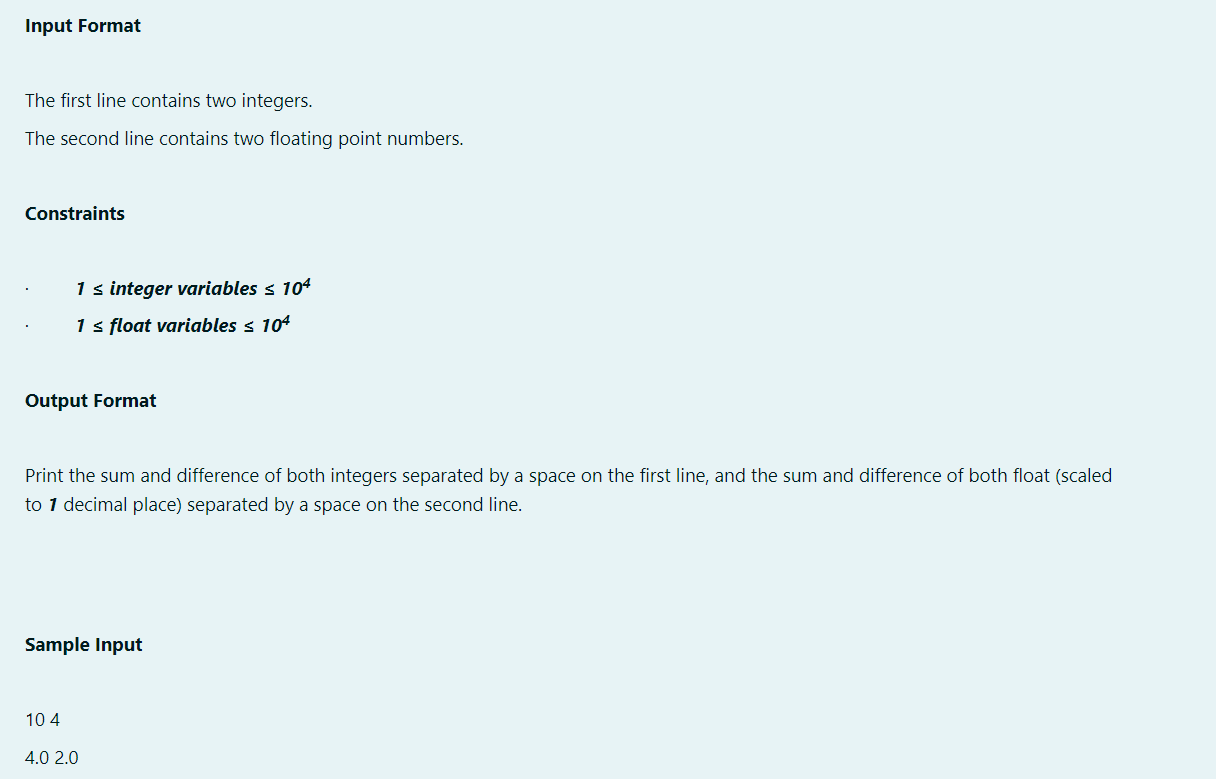 Input Format
The first line contains two integers.
The second line contains two floating point numbers.
Constraints
· 1 ≤ integer variables ≤ 10⁴
· 1 ≤ float variables ≤ 10⁴
Output Format
Print the sum and difference of both integers separated by a space on the first line, and the sum and difference of both float (scaled
to 1 decimal place) separated by a space on the second line.
Sample Input
10 4
4.0 2.0